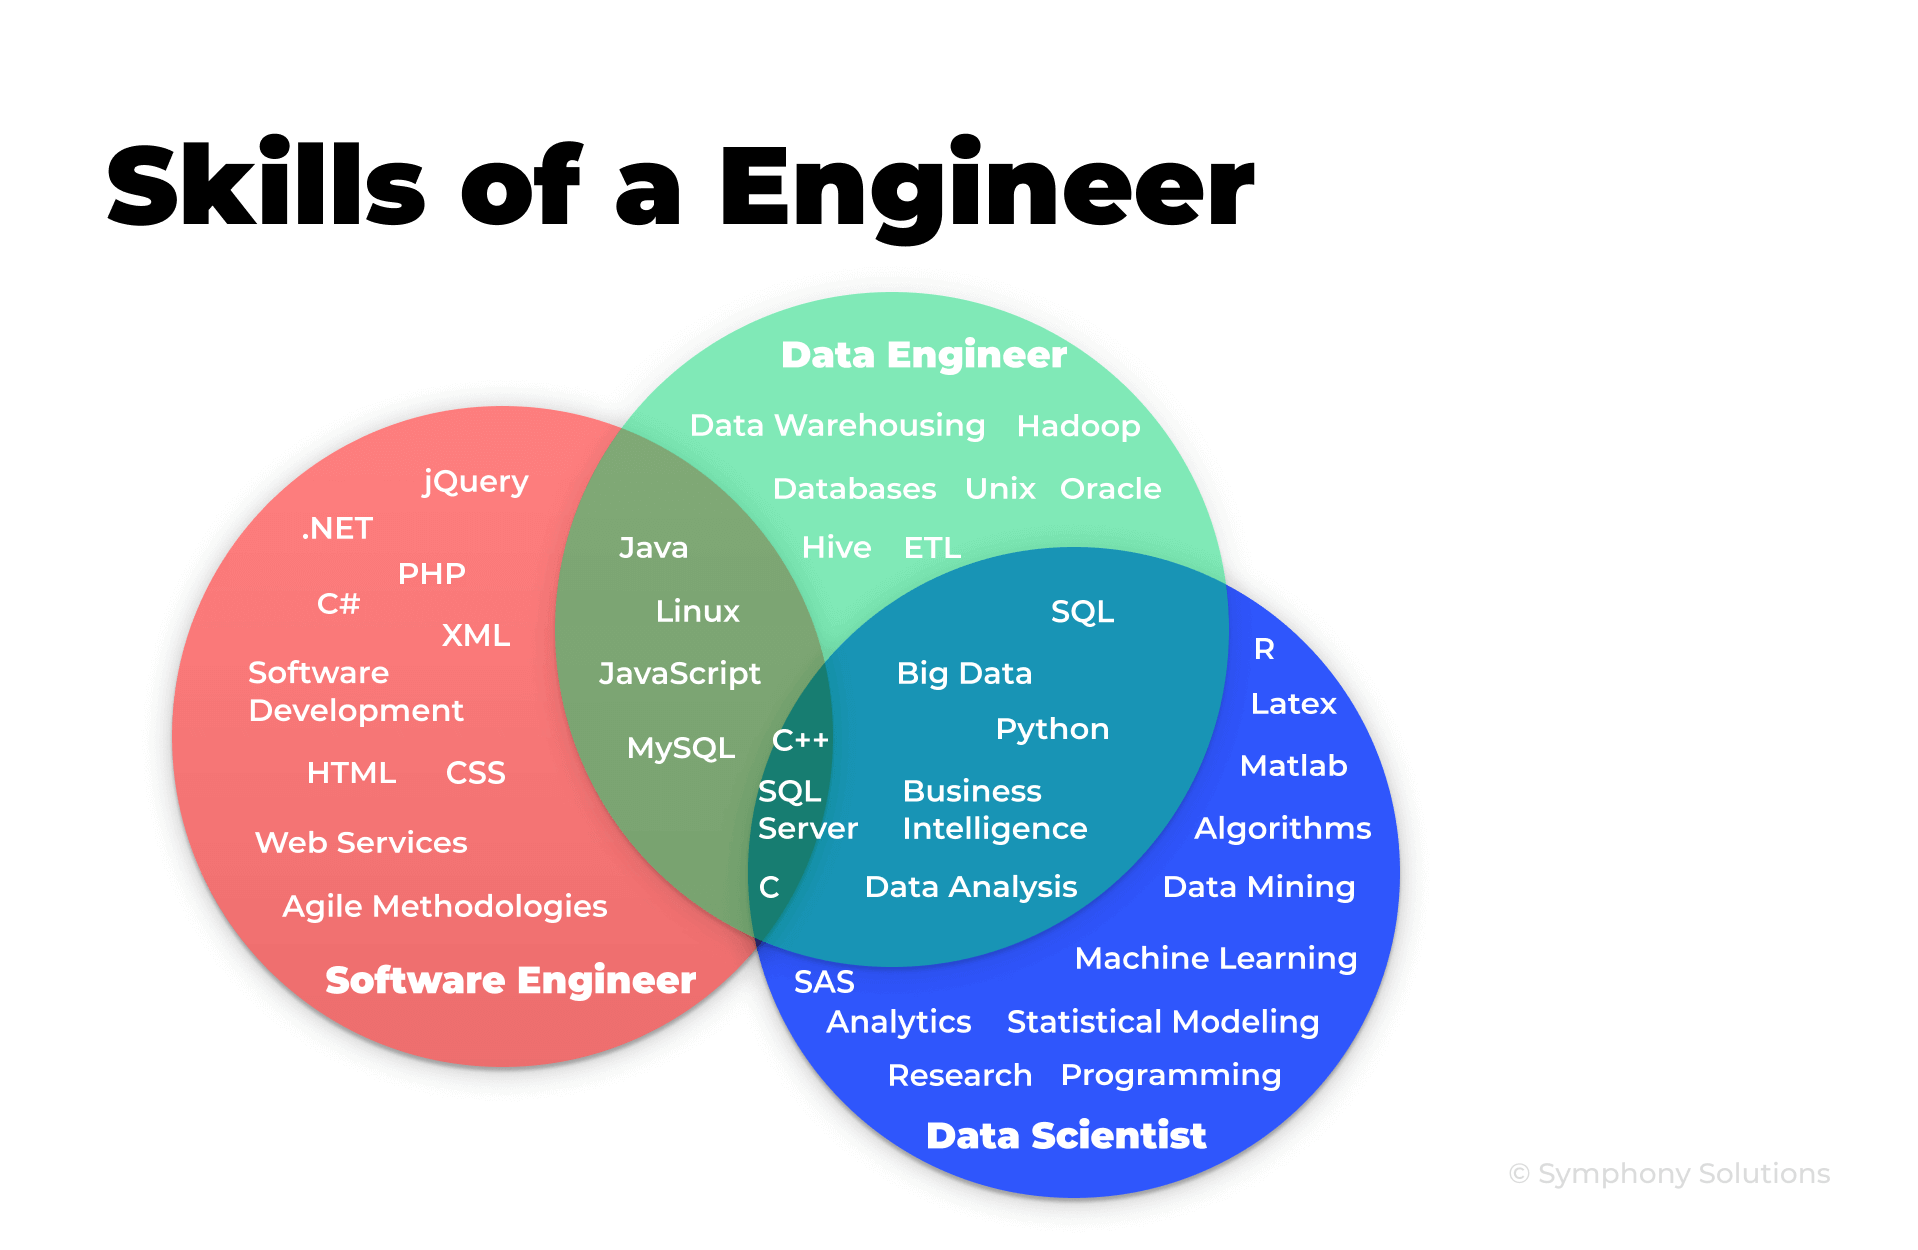 Skills of a Engineer
Data Engineer
Data Warehousing Hadoop
Databases Unix Oracle
Hive ETL
jQuery
.NET
PHP
C#
XML
Software
Development
HTML CSS
Web Services
Agile Methodologies
Software Engineer
Java
Linux
JavaScript
MySQL
C++
SQL
Server
C
SQL
Big Data
Python
Business
Intelligence
Data Analysis
R
Latex
Matlab
Algorithms
Data Mining
Machine Learning
SAS
Analytics Statistical Modeling
Research Programming
Data Scientist
© Symphony Solutions